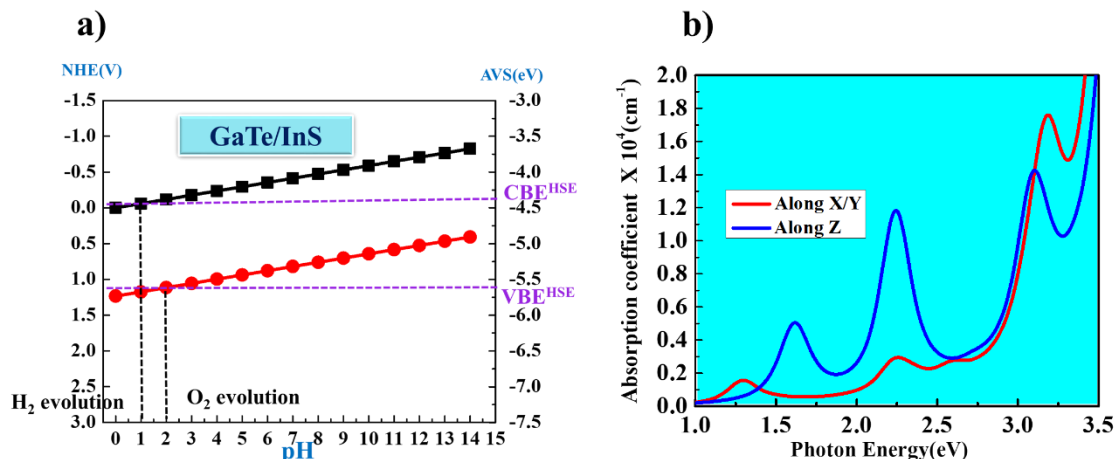 a)
NHE(V)
AVS(eV)
-1.5
-1.0
-0.5
0.0
0.5
1.0
1.5
2.0
2.5
3.0
GaTe/InS
CBE^HSE
VBE^HSE
-3.0
-3.5
-4.0
-4.5
-5.0
-5.5
-6.0
-6.5
-7.0
-7.5
H₂ evolution
O₂ evolution
0 1 2 3 4 5 6 7 8 9 10 11 12 13 14 15
pH
b)
Absorption coefficient X 10⁴(cm⁻¹)
2.0
1.8
1.6
1.4
1.2
1.0
0.8
0.6
0.4
0.2
0.0
Along X/Y
Along Z
1.0 1.5 2.0 2.5 3.0 3.5
Photon Energy(eV)